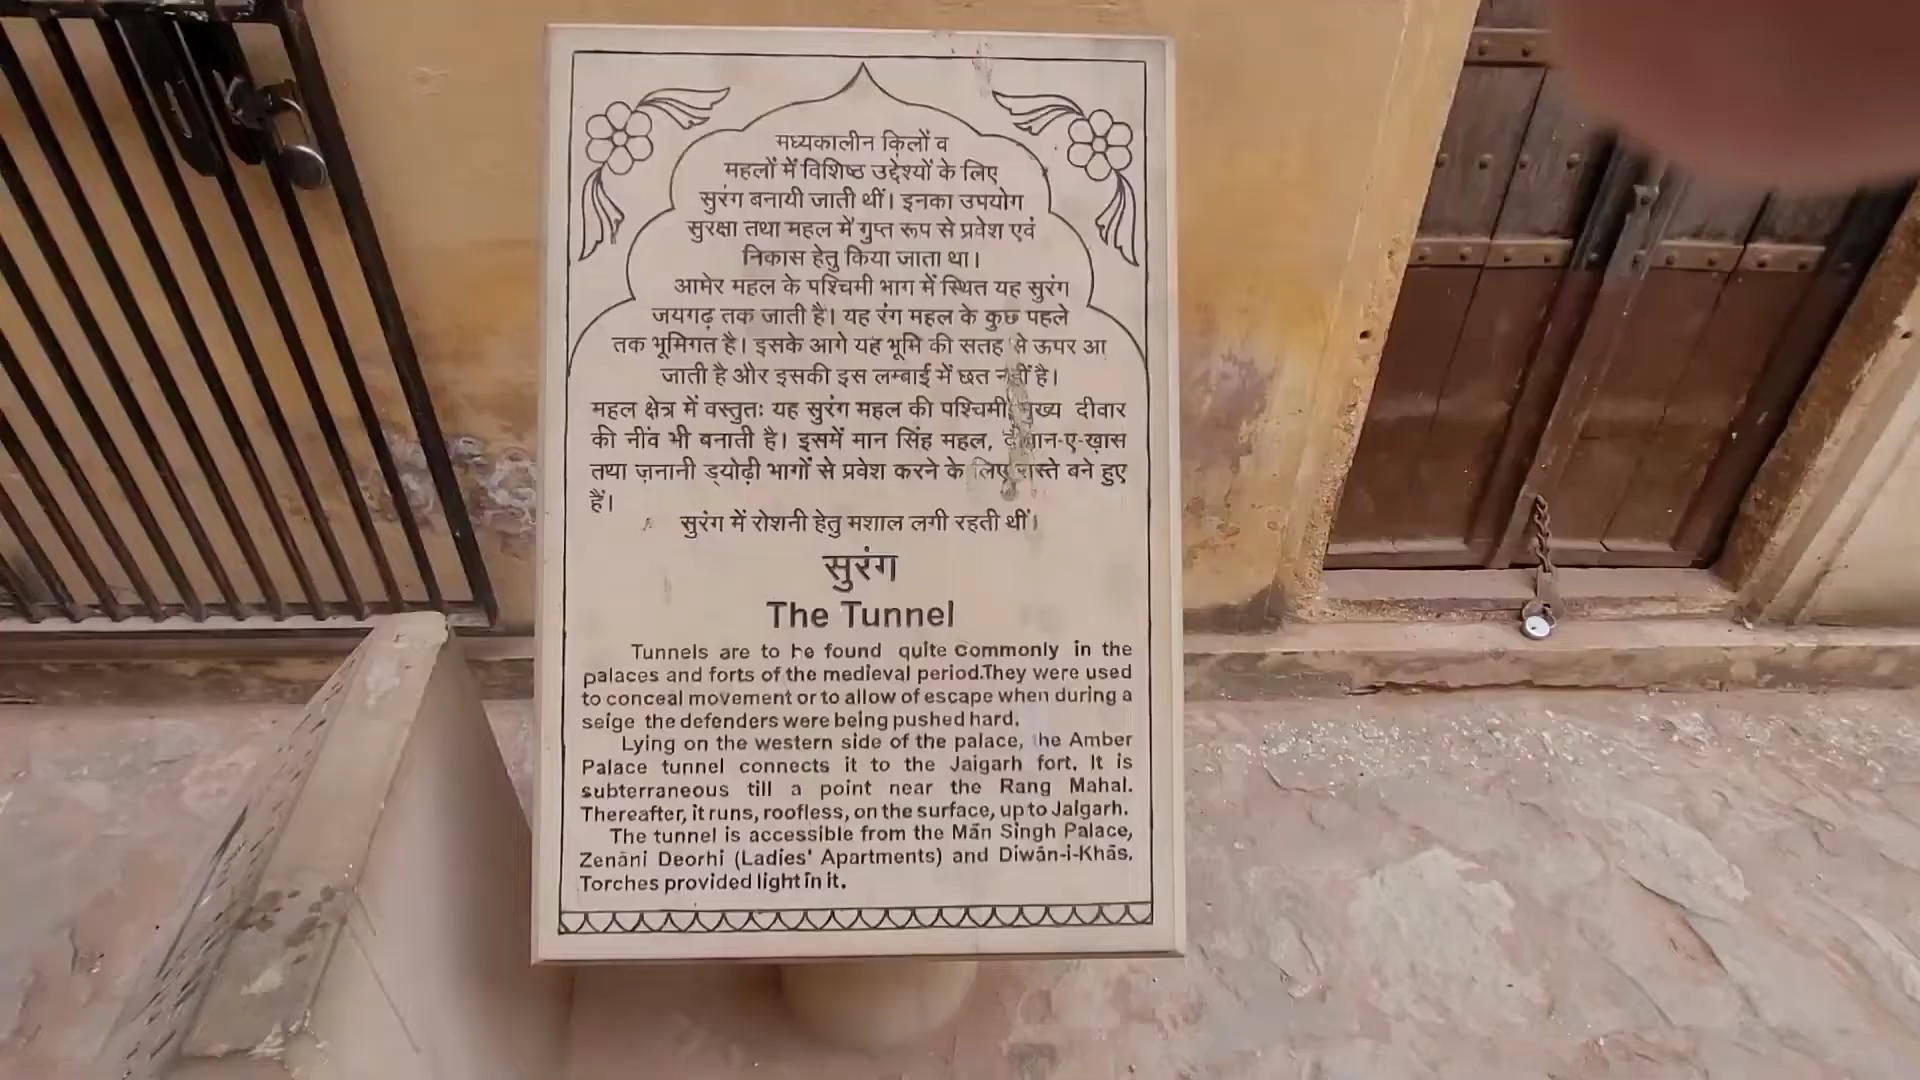 मध्यकालीन किलों व
महलों में विशिष्ठ उद्देश्यों के लिए
सुरंग बनायी जाती थीं। इनका उपयोग
सुरक्षा तथा महल में गुप्त रूप से प्रवेश एवं
निकास हेतु किया जाता था।
आमेर महल के पश्चिमी भाग में स्थित यह सुरंग
जयगढ़ तक जाती है। यह रंग महल के कुछ पहले
तक भूमिगत है। इसके आगे यह भूमि की सतह से ऊपर आ
जाती है और इसकी इस लम्बाई में छत नहीं है।
महल क्षेत्र में वस्तुतः यह सुरंग महल की पश्चिमी मुख्य दीवार
की नींव भी बनाती है। इसमें मान सिंह महल, दीवान-ए-ख़ास
तथा ज़नानी ड्योढ़ी भागों से प्रवेश करने के लिए रास्ते बने हुए
हैं।
सुरंग में रोशनी हेतु मशाल लगी रहती थीं।
सुरंग
The Tunnel
Tunnels are to be found quite commonly in the
palaces and forts of the medieval period.They were used
to conceal movement or to allow of escape when during a
seige the defenders were being pushed hard.
Lying on the western side of the palace, the Amber
Palace tunnel connects it to the Jaigarh fort. It is
subterraneous till a point near the Rang Mahal.
Thereafter, it runs, roofless, on the surface, up to Jaigarh.
The tunnel is accessible from the Mān Singh Palace,
Zenāni Deorhi (Ladies' Apartments) and Diwān-i-Khās.
Torches provided light in it.